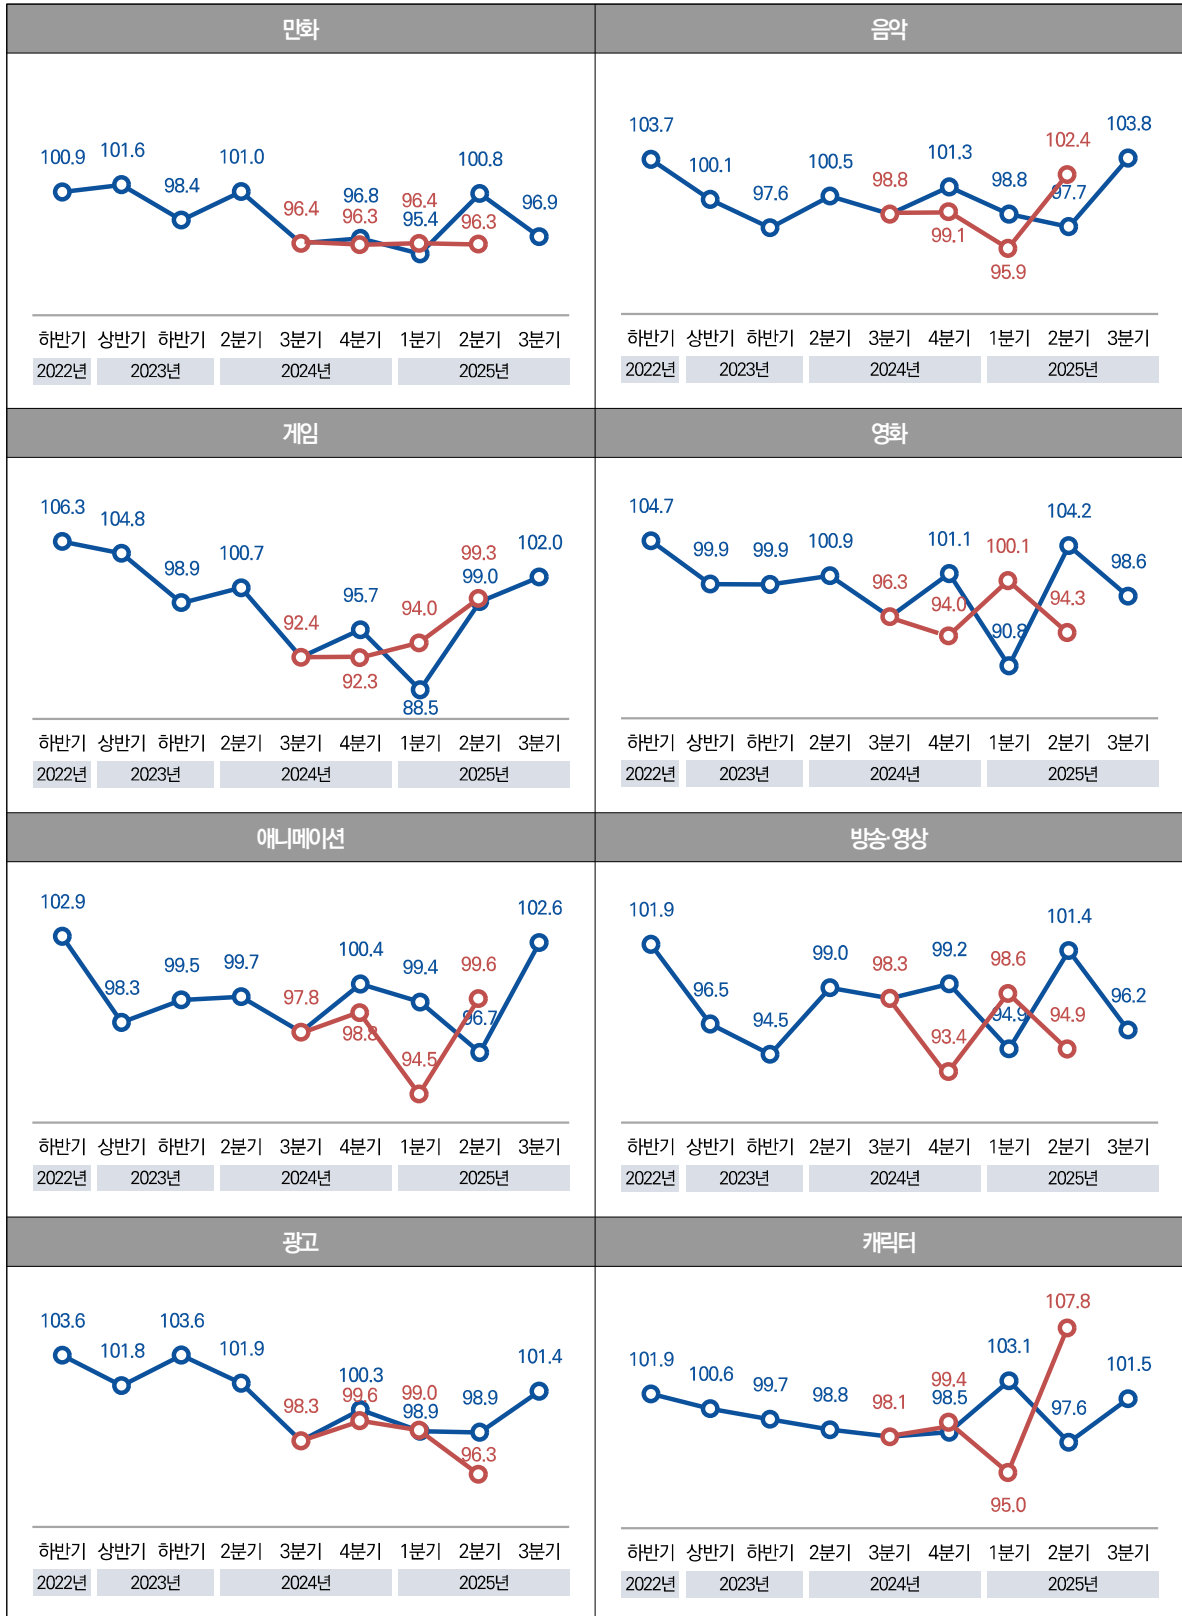 만화
100.9 101.6 98.4 101.0 96.4 96.8 96.3 96.4 95.4 100.8 96.3 96.9
하반기 상반기 하반기 2분기 3분기 4분기 1분기 2분기 3분기
2022년 2023년 2024년 2025년
음악
103.7 100.1 97.6 100.5 98.8 101.3 99.1 98.8 95.9 102.4 97.7 103.8
하반기 상반기 하반기 2분기 3분기 4분기 1분기 2분기 3분기
2022년 2023년 2024년 2025년
게임
106.3 104.8 98.9 100.7 92.4 95.7 92.3 94.0 88.5 99.3 99.0 102.0
하반기 상반기 하반기 2분기 3분기 4분기 1분기 2분기 3분기
2022년 2023년 2024년 2025년
영화
104.7 99.9 99.9 100.9 96.3 101.1 94.0 100.1 90.8 104.2 94.3 98.6
하반기 상반기 하반기 2분기 3분기 4분기 1분기 2분기 3분기
2022년 2023년 2024년 2025년
애니메이션
102.9 98.3 99.5 99.7 97.8 100.4 98.8 99.4 94.5 99.6 96.7 102.6
하반기 상반기 하반기 2분기 3분기 4분기 1분기 2분기 3분기
2022년 2023년 2024년 2025년
방송·영상
101.9 96.5 94.5 99.0 98.3 99.2 93.4 98.6 94.9 101.4 94.9 96.2
하반기 상반기 하반기 2분기 3분기 4분기 1분기 2분기 3분기
2022년 2023년 2024년 2025년
광고
103.6 101.8 103.6 101.9 98.3 100.3 99.6 99.0 98.9 98.9 96.3 101.4
하반기 상반기 하반기 2분기 3분기 4분기 1분기 2분기 3분기
2022년 2023년 2024년 2025년
캐릭터
101.9 100.6 99.7 98.8 98.1 99.4 98.5 103.1 95.0 107.8 97.6 101.5
하반기 상반기 하반기 2분기 3분기 4분기 1분기 2분기 3분기
2022년 2023년 2024년 2025년